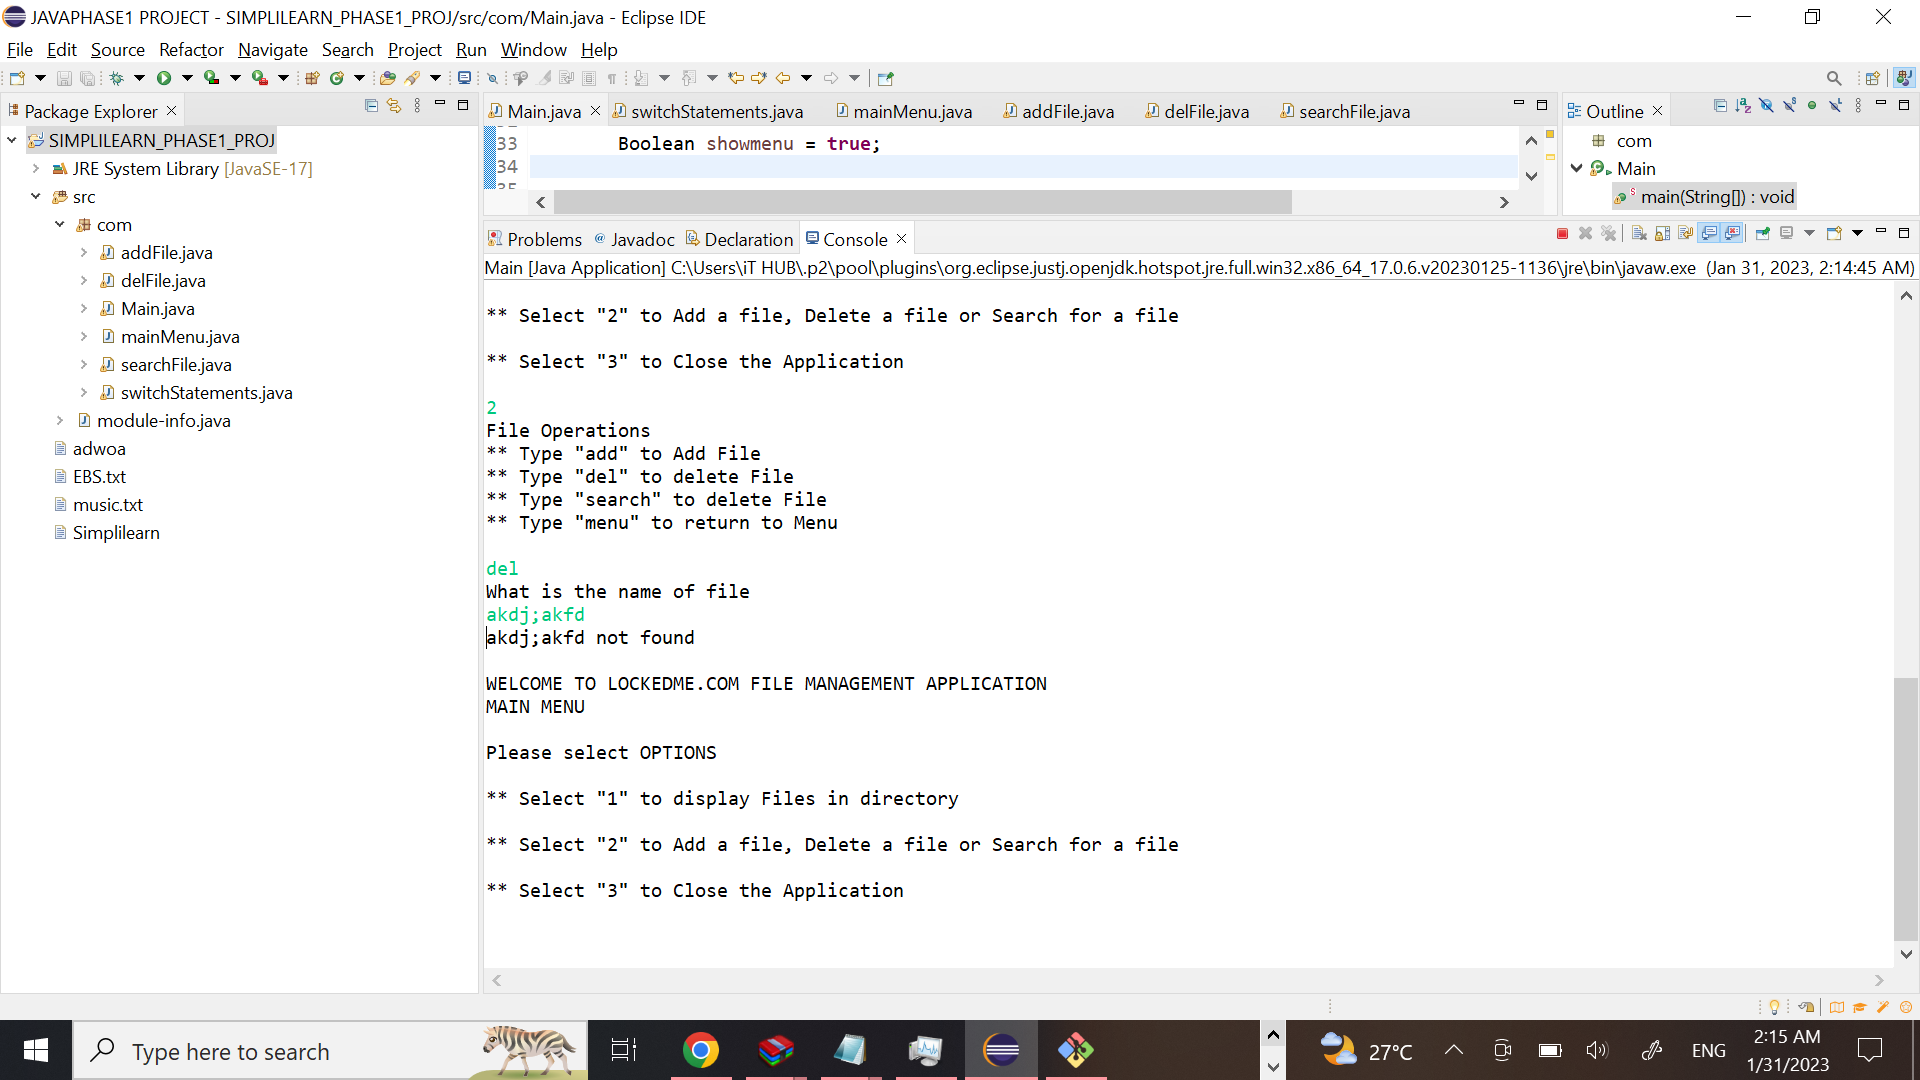 JAVAPHASE1 PROJECT - SIMPLILEARN_PHASE1_PROJ/src/com/Main.java - Eclipse IDE
File Edit Source Refactor Navigate Search Project Run Window Help
Package Explorer
SIMPLILEARN_PHASE1_PROJ
JRE System Library [JavaSE-17]
src
com
addFile.java
delFile.java
Main.java
mainMenu.java
searchFile.java
switchStatements.java
module-info.java
adwoa
EBS.txt
music.txt
Simplilearn
Main.java switchStatements.java mainMenu.java addFile.java delFile.java searchFile.java
33 Boolean showmenu = true;
34
Outline
com
Main
main(String[]) : void
Problems Javadoc Declaration Console
Main [Java Application] C:\Users\iT HUB\.p2\pool\plugins\org.eclipse.justj.openjdk.hotspot.jre.full.win32.x86_64_17.0.6.v20230125-1136\jre\bin\javaw.exe (Jan 31, 2023, 2:14:45 AM)
** Select "2" to Add a file, Delete a file or Search for a file
** Select "3" to Close the Application
2
File Operations
** Type "add" to Add File
** Type "del" to delete File
** Type "search" to delete File
** Type "menu" to return to Menu
del
What is the name of file
akdj;akfd
akdj;akfd not found
WELCOME TO LOCKEDME.COM FILE MANAGEMENT APPLICATION
MAIN MENU
Please select OPTIONS
** Select "1" to display Files in directory
** Select "2" to Add a file, Delete a file or Search for a file
** Select "3" to Close the Application
Type here to search
27°C
ENG
2:15 AM
1/31/2023